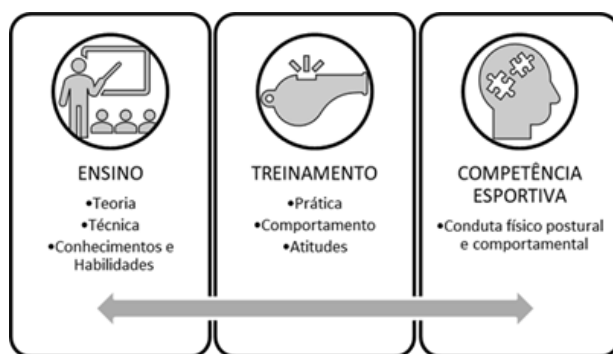 ENSINO
•Teoria
•Técnica
•Conhecimentos e
Habilidades
TREINAMENTO
•Prática
•Comportamento
•Atitudes
COMPETÊNCIA
ESPORTIVA
•Conduta físico postural
e comportamental